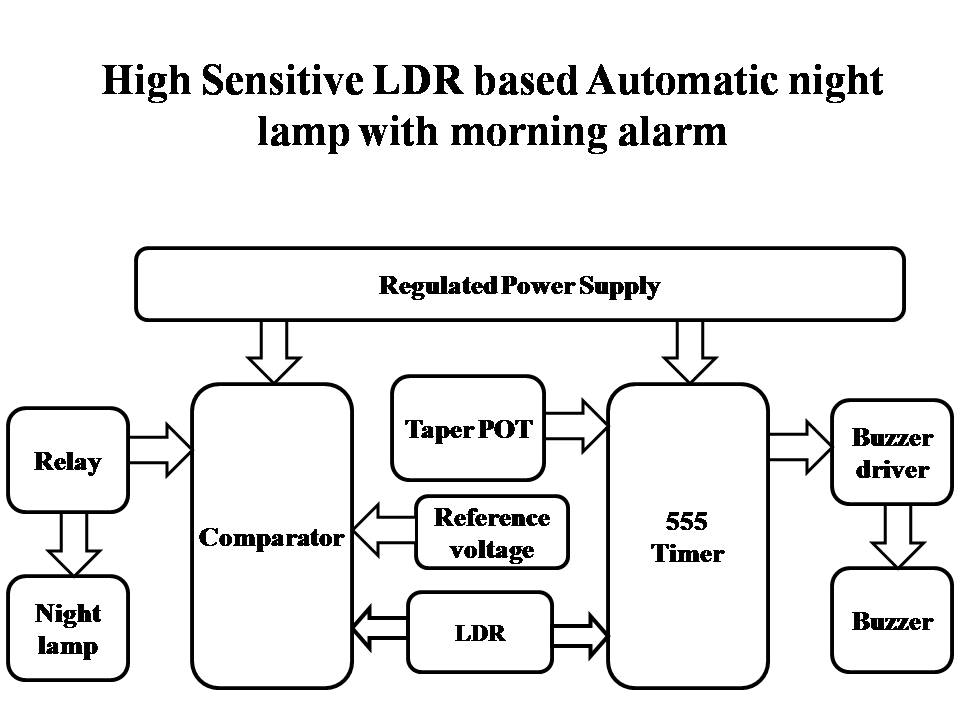 High Sensitive LDR based Automatic night
lamp with morning alarm
Regulated Power Supply
Relay
Night
lamp
Comparator
Taper POT
Reference
voltage
LDR
555
Timer
Buzzer
driver
Buzzer